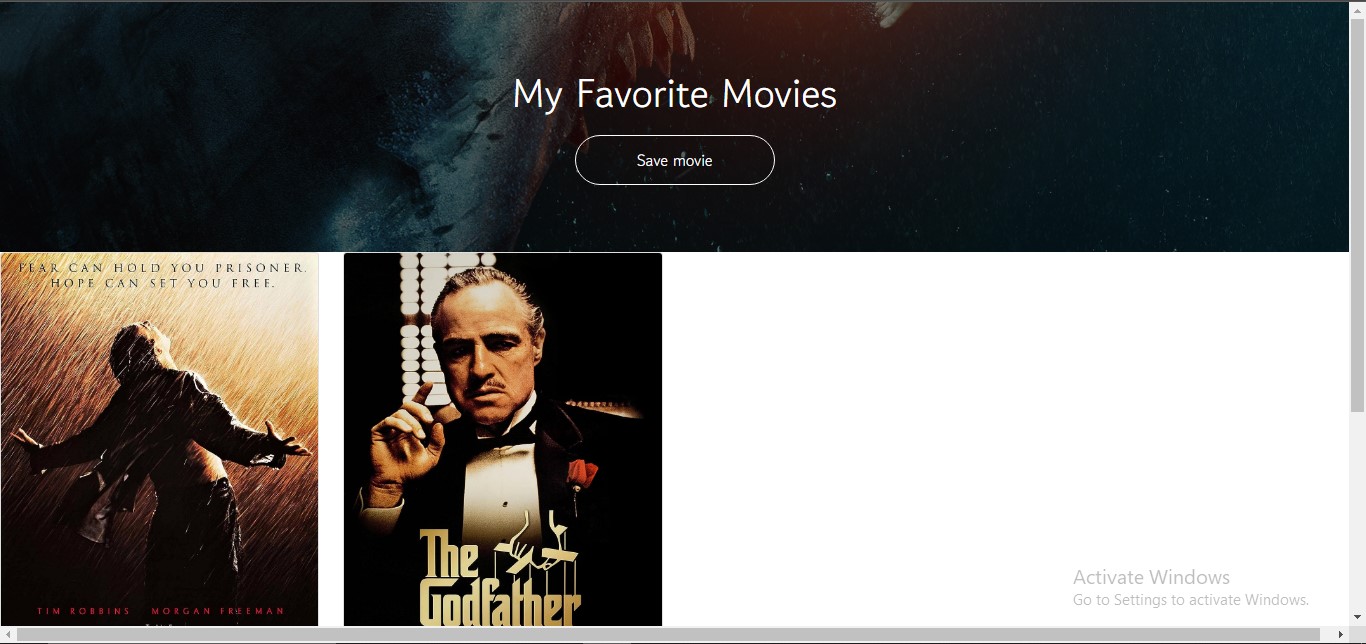 My Favorite Movies
Save movie
FEAR CAN HOLD YOU PRISONER.
HOPE CAN SET YOU FREE.
TIM ROBBINS MORGAN FREEMAN
The
Godfather
Activate Windows
Go to Settings to activate Windows.